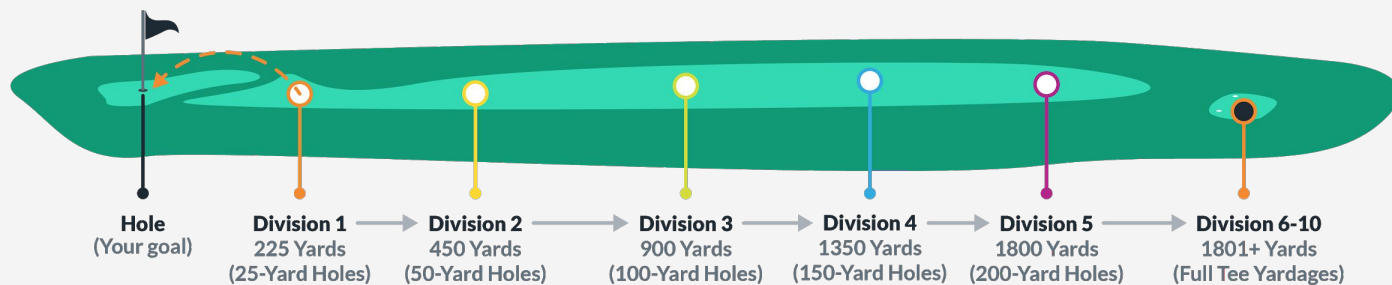 Hole
(Your goal)
Division 1
225 Yards
(25-Yard Holes)
Division 2
450 Yards
(50-Yard Holes)
Division 3
900 Yards
(100-Yard Holes)
Division 4
1350 Yards
(150-Yard Holes)
Division 5
1800 Yards
(200-Yard Holes)
Division 6-10
1801+ Yards
(Full Tee Yardages)